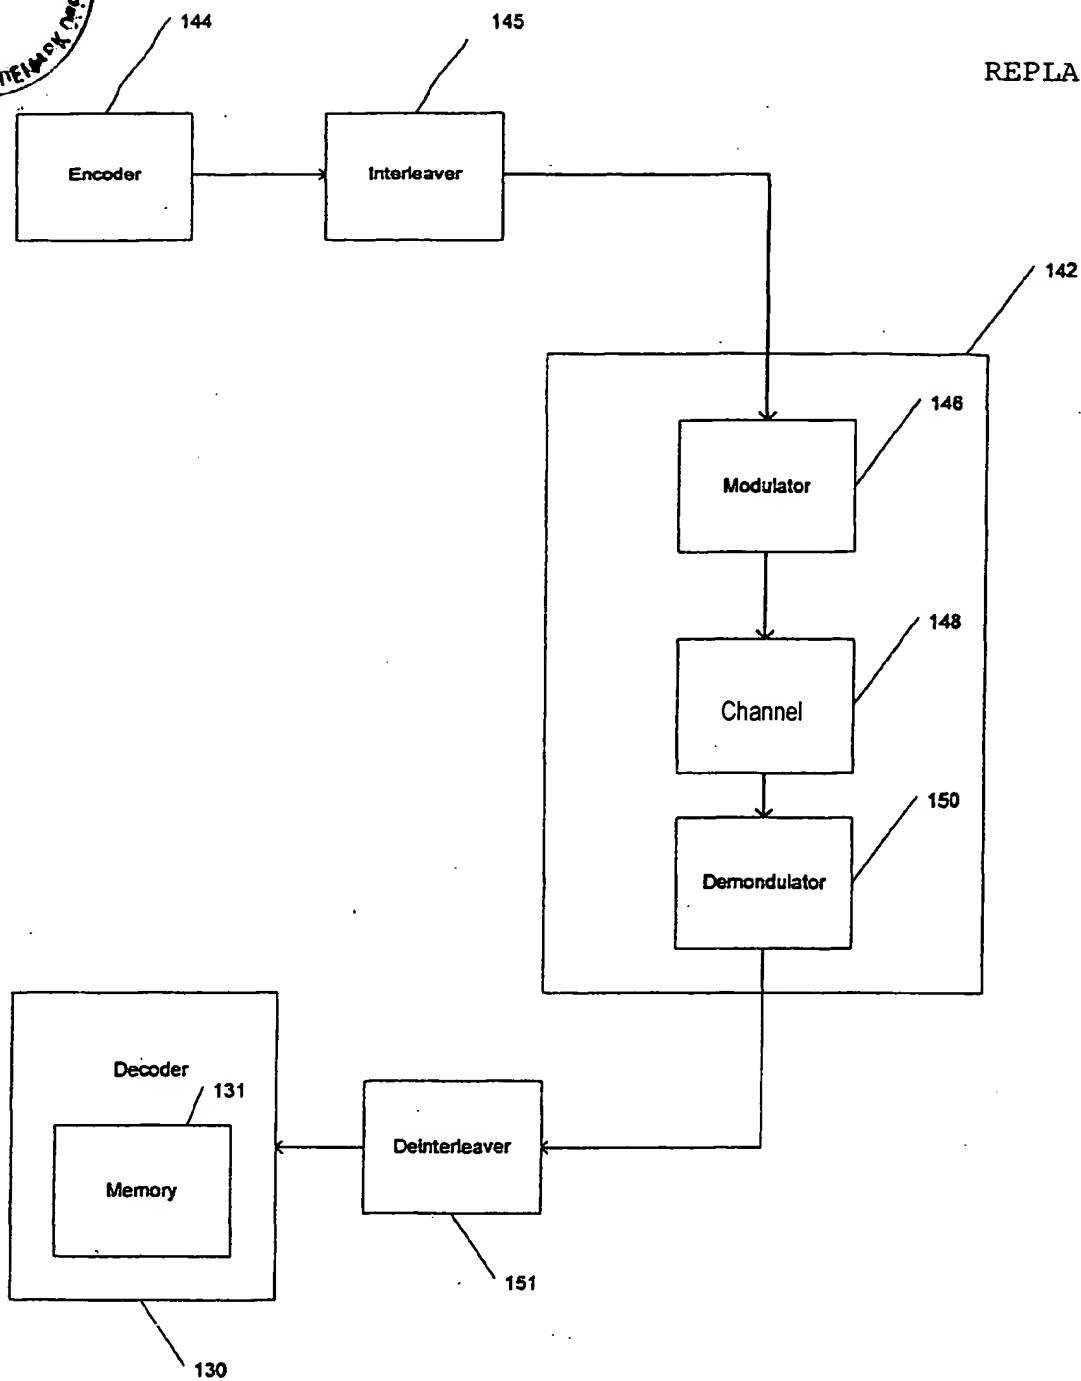 144
145
REPLA
Encoder
Interleaver
142
146
Modulator
148
Channel
150
Demondulator
Decoder
131
Memory
Deinterleaver
151
130